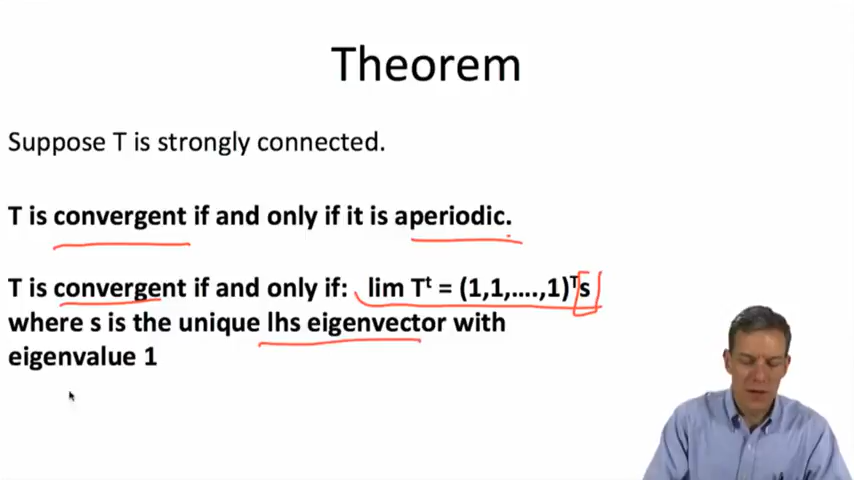 Theorem
Suppose T is strongly connected.
T is convergent if and only if it is aperiodic.
T is convergent if and only if: lim Tᵗ = (1,1,….,1)ᵀs
where s is the unique lhs eigenvector with
eigenvalue 1